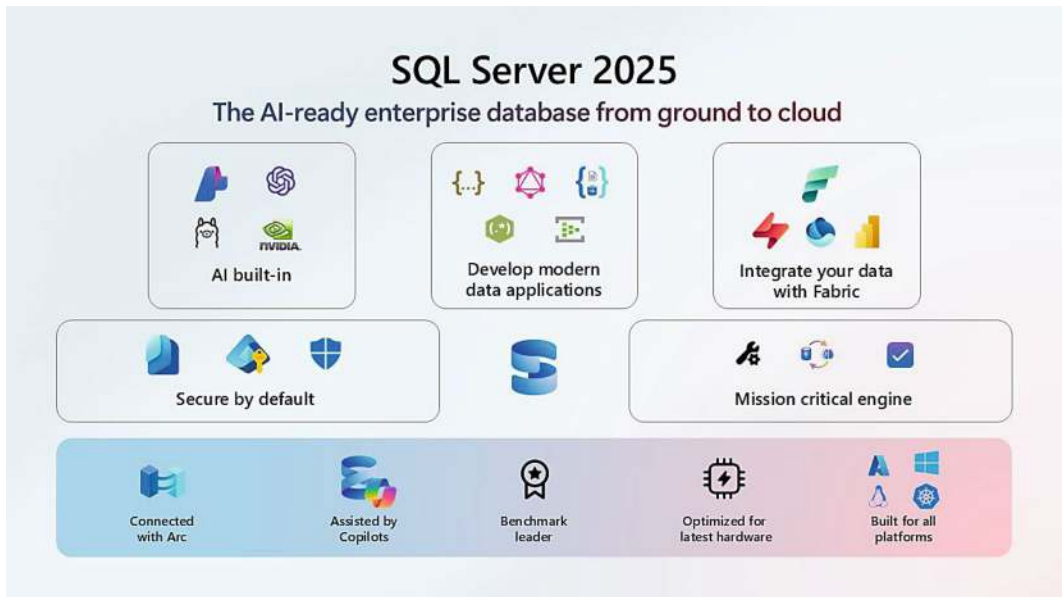 SQL Server 2025
The AI-ready enterprise database from ground to cloud
{...}
NVIDIA.
AI built-in
Develop modern
data applications
Integrate your data
with Fabric
Secure by default
Mission critical engine
Connected
with Arc
Assisted by
Copilots
Benchmark
leader
Optimized for
latest hardware
Built for all
platforms